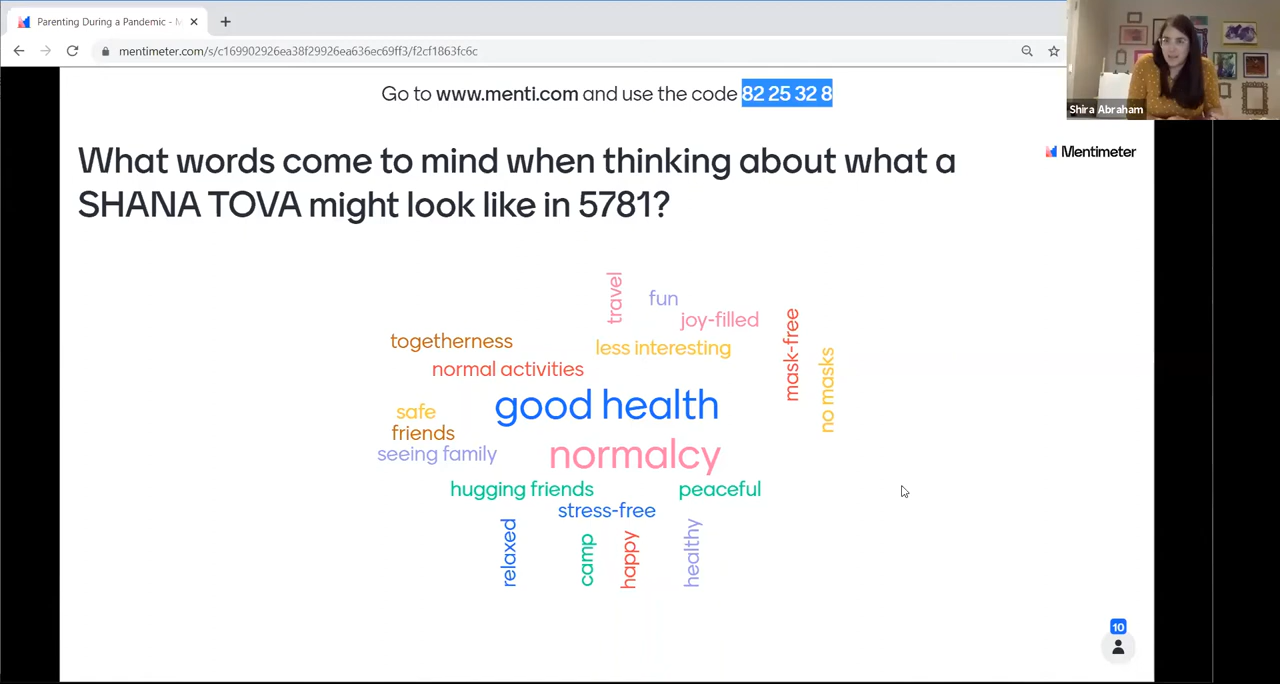 Parenting During a Pandemic - M
mentimeter.com/s/c169902926ea38f29926ea636ec69ff3/f2cf1863fc6c
Shira Abraham
Go to www.menti.com and use the code 82 25 32 8
Mentimeter
What words come to mind when thinking about what a
SHANA TOVA might look like in 5781?
travel
fun
joy-filled
togetherness
less interesting
mask-free
no masks
normal activities
good health
safe
friends
seeing family
normalcy
hugging friends
peaceful
stress-free
relaxed
camp
happy
healthy
10